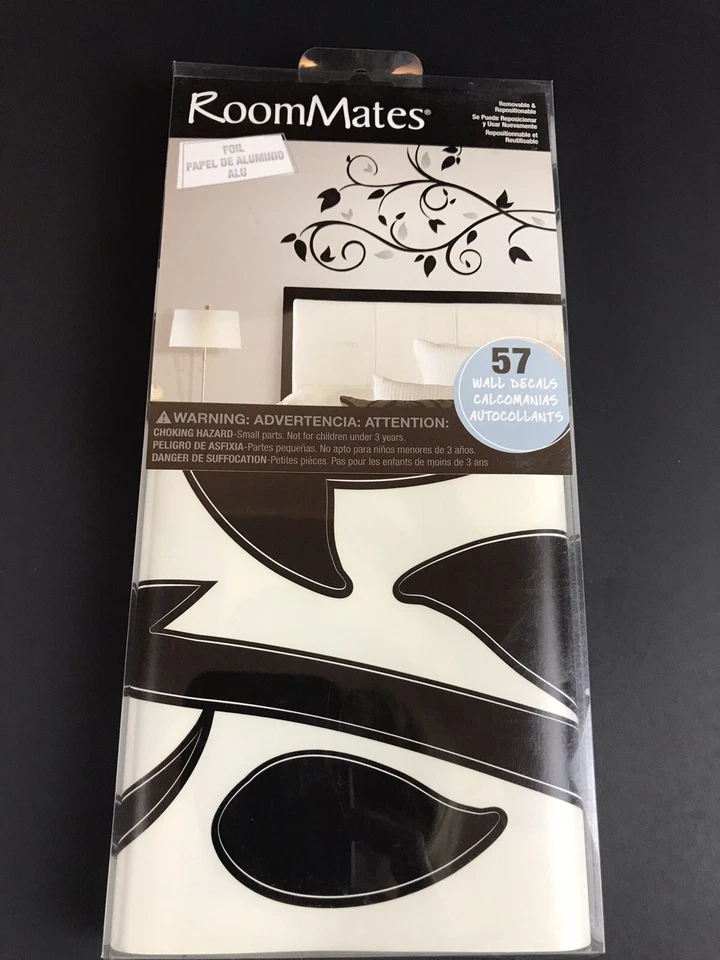 RoomMates®
Removable &
Repositionable
Se Puede Reposicionar
y Usar Nuevamente
Repositionnable et
Reutilisable
FOIL
PAPEL DE ALUMINIO
ALU
57
WALL DECALS
CALCOMANIAS
AUTOCOLLANTS
WARNING: ADVERTENCIA: ATTENTION:
CHOKING HAZARD-Small parts. Not for children under 3 years.
PELIGRO DE ASFIXIA-Partes pequeñas. No apto para niños menores de 3 años.
DANGER DE SUFFOCATION-Petites piéces. Pas pour les enfants de moins de 3 ans